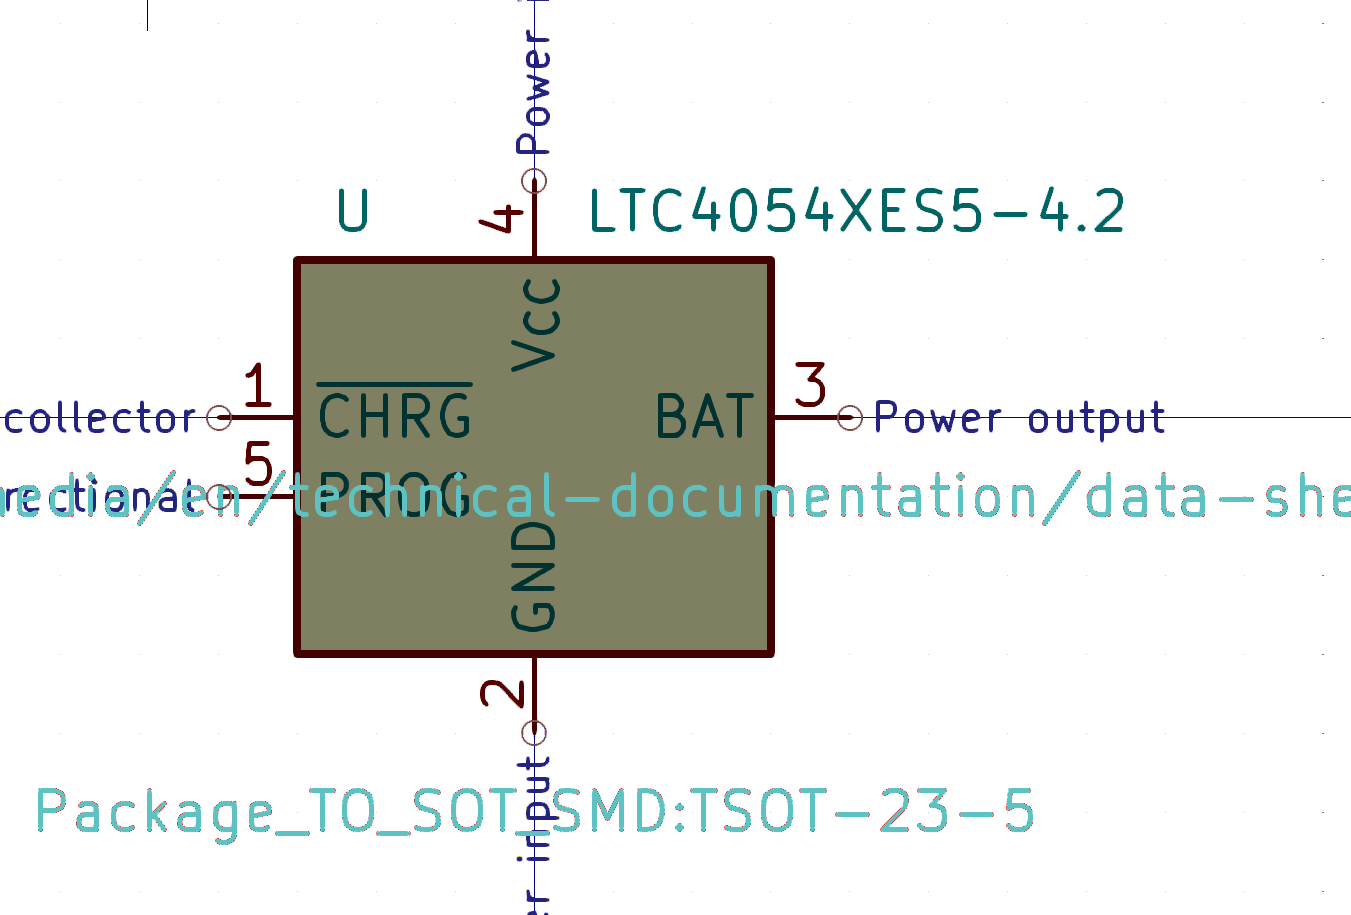 Power
U
4
LTC4054XES5-4.2
Vcc
1
CHRG
BAT
3
collector
Power output
5
PROG
rectional
media/en/technical-documentation/data-she
GND
2
Package_TO_SOT_SMD:TSOT-23-5
input